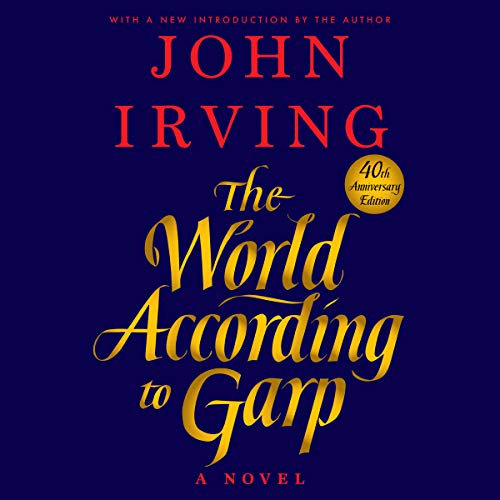 WITH A NEW INTRODUCTION BY THE AUTHOR
JOHN
IRVING
40th
Anniversary
Edition
The
World
According
to Garp
A NOVEL